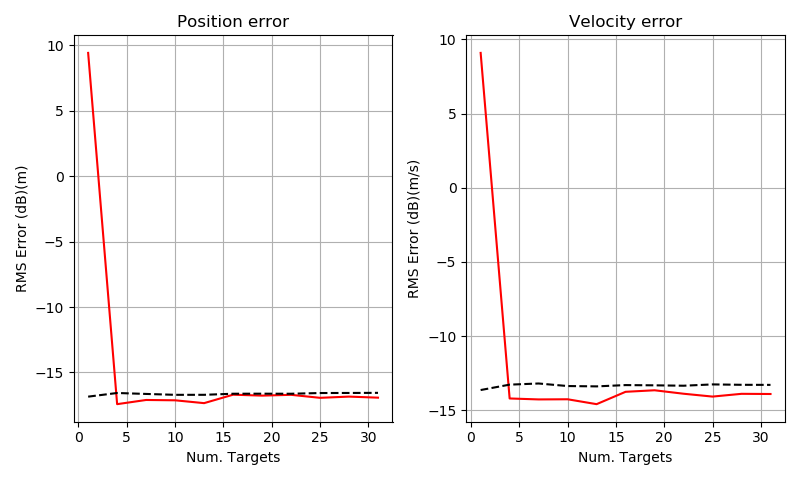 Position error
Velocity error
RMS Error (dB)(m)
10
5
0
−5
−10
−15
0 5 10 15 20 25 30
Num. Targets
RMS Error (dB)(m/s)
10
5
0
−5
−10
−15
0 5 10 15 20 25 30
Num. Targets